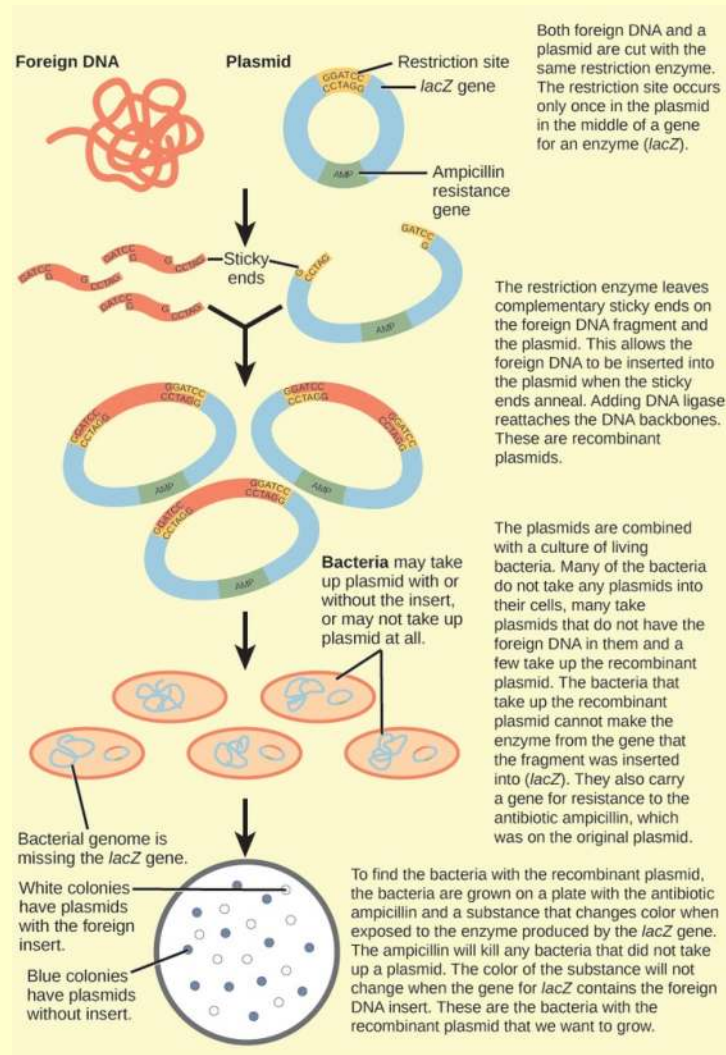 Foreign DNA
Plasmid
GGATCC
CCTAGG
Restriction site
lacZ gene
AMP
Ampicillin
resistance
gene
Both foreign DNA and a
plasmid are cut with the
same restriction enzyme.
The restriction site occurs
only once in the plasmid
in the middle of a gene
for an enzyme (lacZ).
GATCC
G
G
CCTAG
GATCC
G
G
CCTAG
GATCC
G
G
CCTAG
Sticky
ends
G
CCTAG
GATCC
G
AMP
The restriction enzyme leaves
complementary sticky ends on
the foreign DNA fragment and
the plasmid. This allows the
foreign DNA to be inserted into
the plasmid when the sticky
ends anneal. Adding DNA ligase
reattaches the DNA backbones.
These are recombinant
plasmids.
GGATCC
CCTAGG
GGATCC
CCTAGG
AMP
GGATCC
CCTAGG
GGATCC
CCTAGG
AMP
GGATCC
CCTAGG
GGATCC
CCTAGG
AMP
Bacteria may take
up plasmid with or
without the insert,
or may not take up
plasmid at all.
The plasmids are combined
with a culture of living
bacteria. Many of the bacteria
do not take any plasmids into
their cells, many take
plasmids that do not have the
foreign DNA in them and a
few take up the recombinant
plasmid. The bacteria that
take up the recombinant
plasmid cannot make the
enzyme from the gene that
the fragment was inserted
into (lacZ). They also carry
a gene for resistance to the
antibiotic ampicillin, which
was on the original plasmid.
Bacterial genome is
missing the lacZ gene.
White colonies
have plasmids
with the foreign
insert.
Blue colonies
have plasmids
without insert.
To find the bacteria with the recombinant plasmid,
the bacteria are grown on a plate with the antibiotic
ampicillin and a substance that changes color when
exposed to the enzyme produced by the lacZ gene.
The ampicillin will kill any bacteria that did not take
up a plasmid. The color of the substance will not
change when the gene for lacZ contains the foreign
DNA insert. These are the bacteria with the
recombinant plasmid that we want to grow.